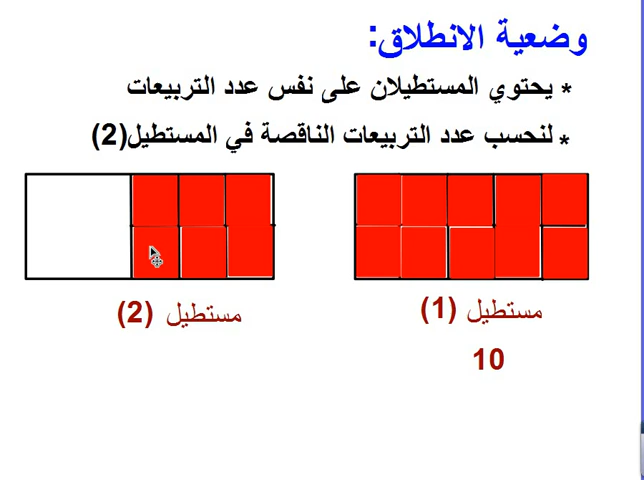 وضعية الانطلاق:
* يحتوي المستطيلان على نفس عدد التربيعات
* لنحسب عدد التربيعات الناقصة في المستطيل(2)
مستطيل (1)
مستطيل (2)
10